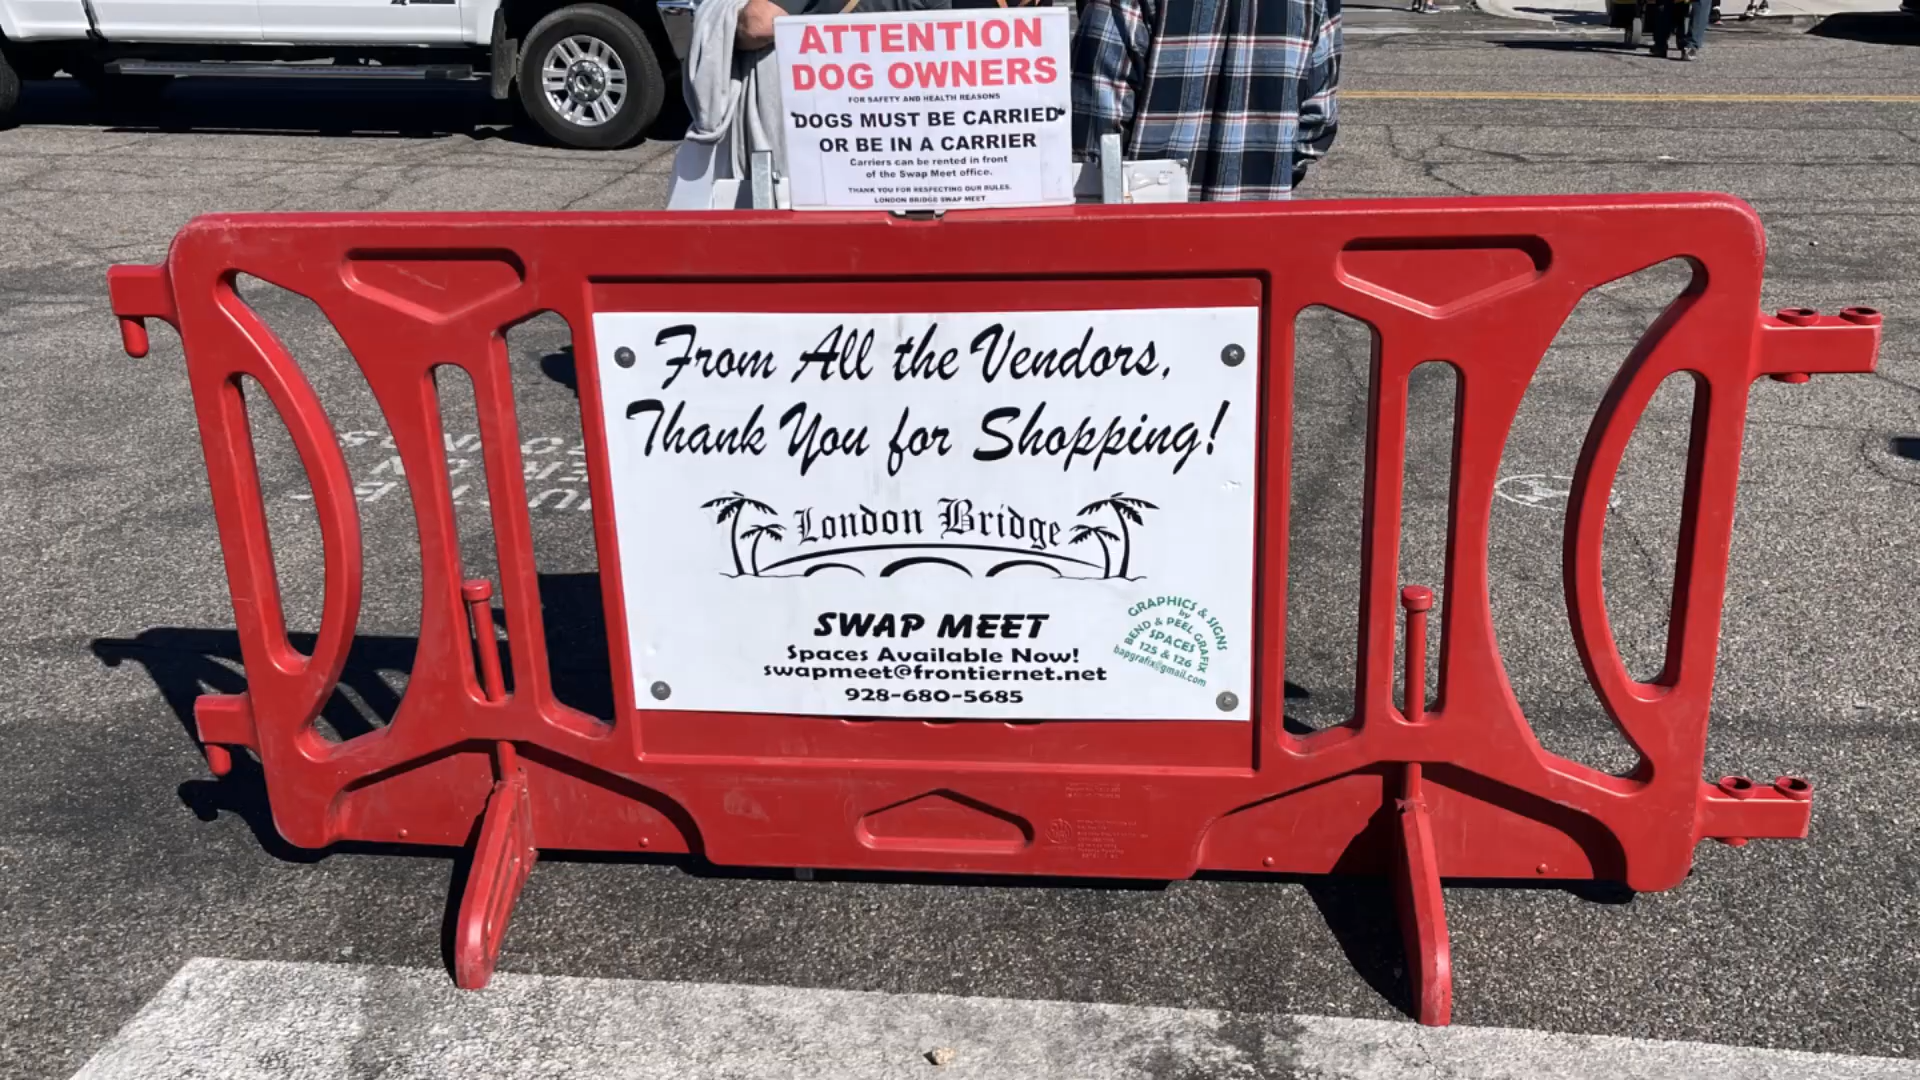 ATTENTION
DOG OWNERS
FOR SAFETY AND HEALTH REASONS
DOGS MUST BE CARRIED
OR BE IN A CARRIER
Carriers can be rented in front
of the Swap Meet office.
THANK YOU FOR RESPECTING OUR RULES.
LONDON BRIDGE SWAP MEET
From All the Vendors,
Thank You for Shopping!
London Bridge
SWAP MEET
Spaces Available Now!
swapmeet@frontiernet.net
928-680-5685
GRAPHICS & SIGNS
by
BEND & PEEL GRAFIX
SPACES
125 & 126
bapgrafix@gmail.com